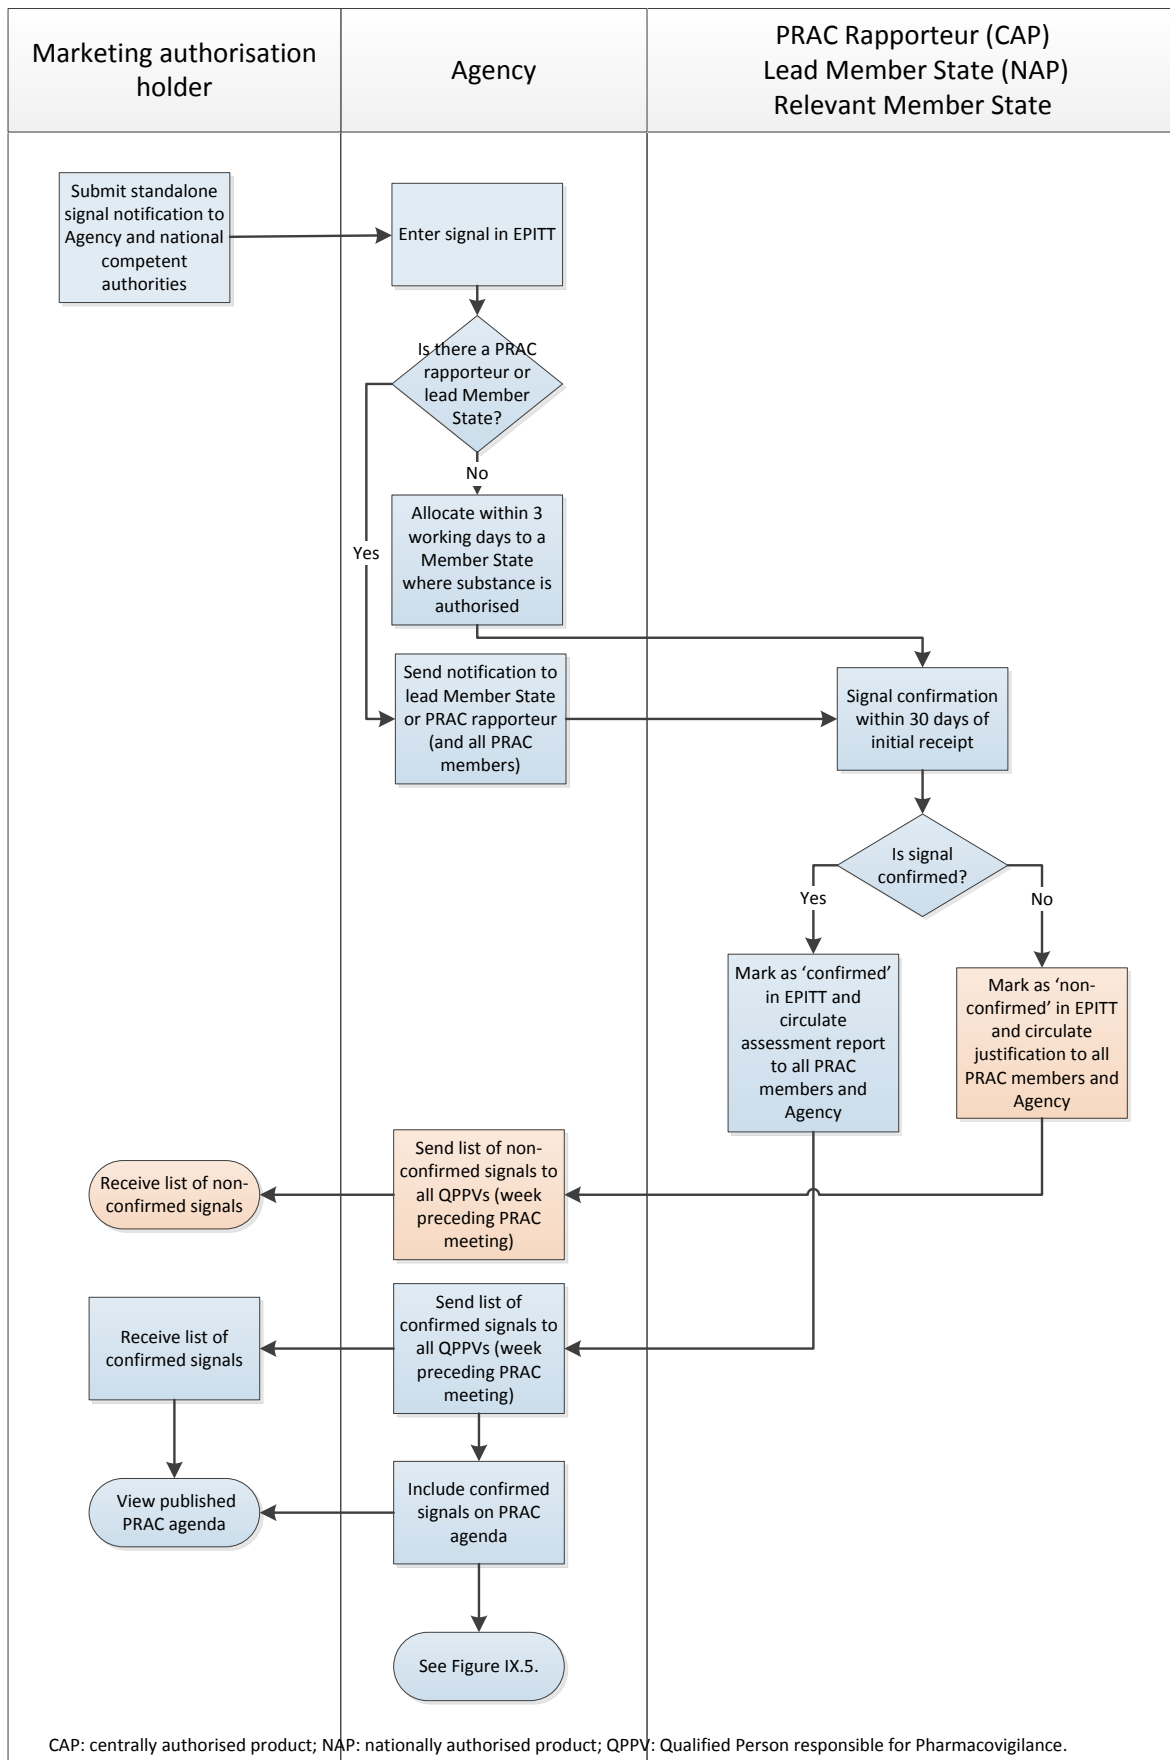 Marketing authorisation
holder
Agency
PRAC Rapporteur (CAP)
Lead Member State (NAP)
Relevant Member State
Submit standalone
signal notification to
Agency and national
competent
authorities
Enter signal in EPITT
Is there a PRAC
rapporteur or
lead Member
State?
No
Yes
Allocate within 3
working days to a
Member State
where substance is
authorised
Send notification to
lead Member State
or PRAC rapporteur
(and all PRAC
members)
Signal confirmation
within 30 days of
initial receipt
Is signal
confirmed?
Yes
No
Mark as ‘confirmed’
in EPITT and
circulate
assessment report
to all PRAC
members and
Agency
Mark as ‘non-
confirmed’ in EPITT
and circulate
justification to all
PRAC members and
Agency
Send list of non-
confirmed signals to
all QPPVs (week
preceding PRAC
meeting)
Receive list of non-
confirmed signals
Send list of
confirmed signals to
all QPPVs (week
preceding PRAC
meeting)
Receive list of
confirmed signals
Include confirmed
signals on PRAC
agenda
View published
PRAC agenda
See Figure IX.5.
CAP: centrally authorised product; NAP: nationally authorised product; QPPV: Qualified Person responsible for Pharmacovigilance.